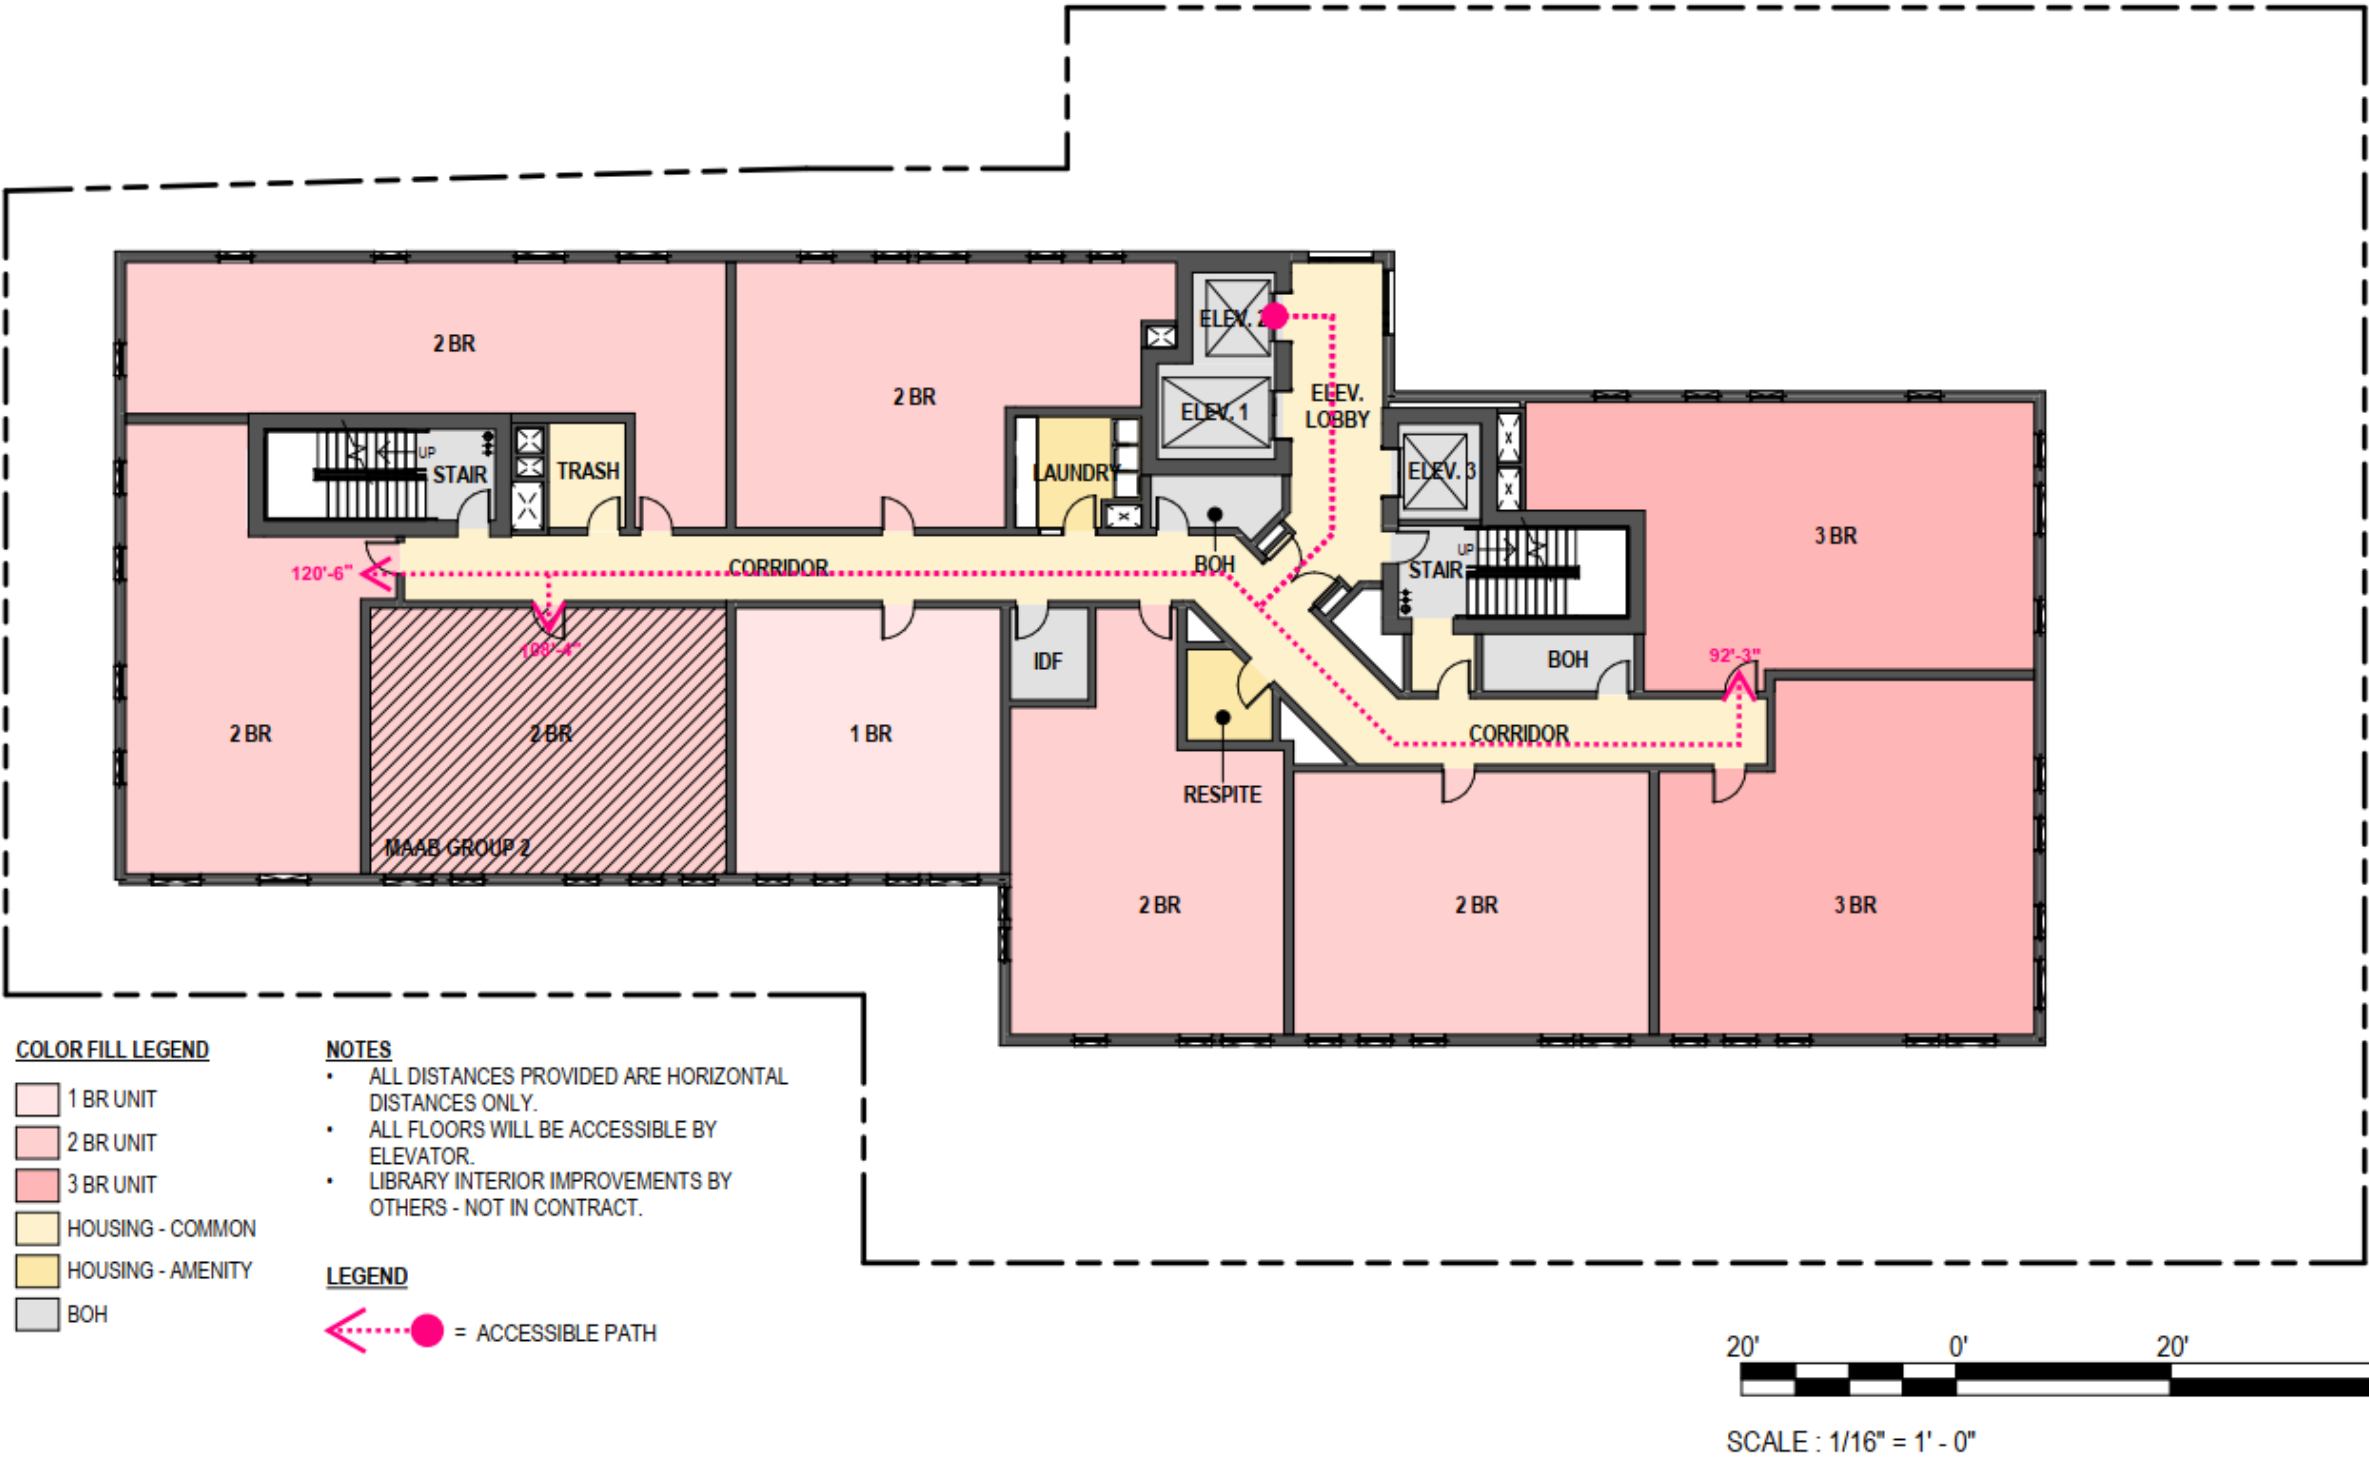 2 BR
2 BR
ELEV. 2
ELEV. 1
ELEV.
LOBBY
UP
STAIR
TRASH
LAUNDRY
ELEV. 3
3 BR
120'-6"
CORRIDOR
BOH
UP
STAIR
108'-4"
IDF
BOH
92'-3"
2 BR
2 BR
1 BR
CORRIDOR
RESPITE
MAAB GROUP 2
2 BR
2 BR
3 BR
COLOR FILL LEGEND
1 BR UNIT
2 BR UNIT
3 BR UNIT
HOUSING - COMMON
HOUSING - AMENITY
BOH
NOTES
• ALL DISTANCES PROVIDED ARE HORIZONTAL
DISTANCES ONLY.
• ALL FLOORS WILL BE ACCESSIBLE BY
ELEVATOR.
• LIBRARY INTERIOR IMPROVEMENTS BY
OTHERS - NOT IN CONTRACT.
LEGEND
= ACCESSIBLE PATH
20' 0' 20'
SCALE : 1/16" = 1' - 0"